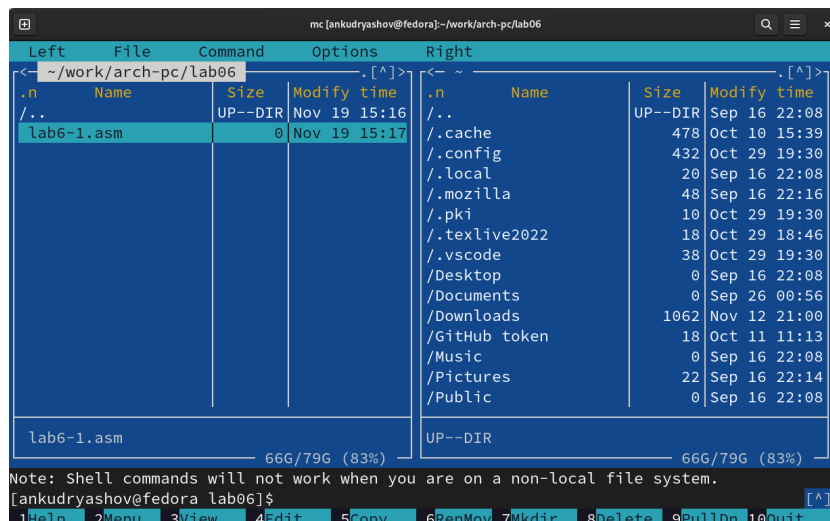 mc [ankudryashov@fedora]:~/work/arch-pc/lab06
Left File Command Options Right
<- ~/work/arch-pc/lab06 .[^]>
.n Name Size Modify time
/.. UP--DIR Nov 19 15:16
lab6-1.asm 0 Nov 19 15:17
lab6-1.asm
66G/79G (83%)
<- ~ .[^]>
.n Name Size Modify time
/.. UP--DIR Sep 16 22:08
/.cache 478 Oct 10 15:39
/.config 432 Oct 29 19:30
/.local 20 Sep 16 22:08
/.mozilla 48 Sep 16 22:16
/.pki 10 Oct 29 19:30
/.texlive2022 18 Oct 29 18:46
/.vscode 38 Oct 29 19:30
/Desktop 0 Sep 16 22:08
/Documents 0 Sep 26 00:56
/Downloads 1062 Nov 12 21:00
/GitHub token 18 Oct 11 11:13
/Music 0 Sep 16 22:08
/Pictures 22 Sep 16 22:14
/Public 0 Sep 16 22:08
UP--DIR
66G/79G (83%)
Note: Shell commands will not work when you are on a non-local file system.
[ankudryashov@fedora lab06]$ [^]
1Help 2Menu 3View 4Edit 5Copy 6RenMov 7Mkdir 8Delete 9PullDn 10Quit